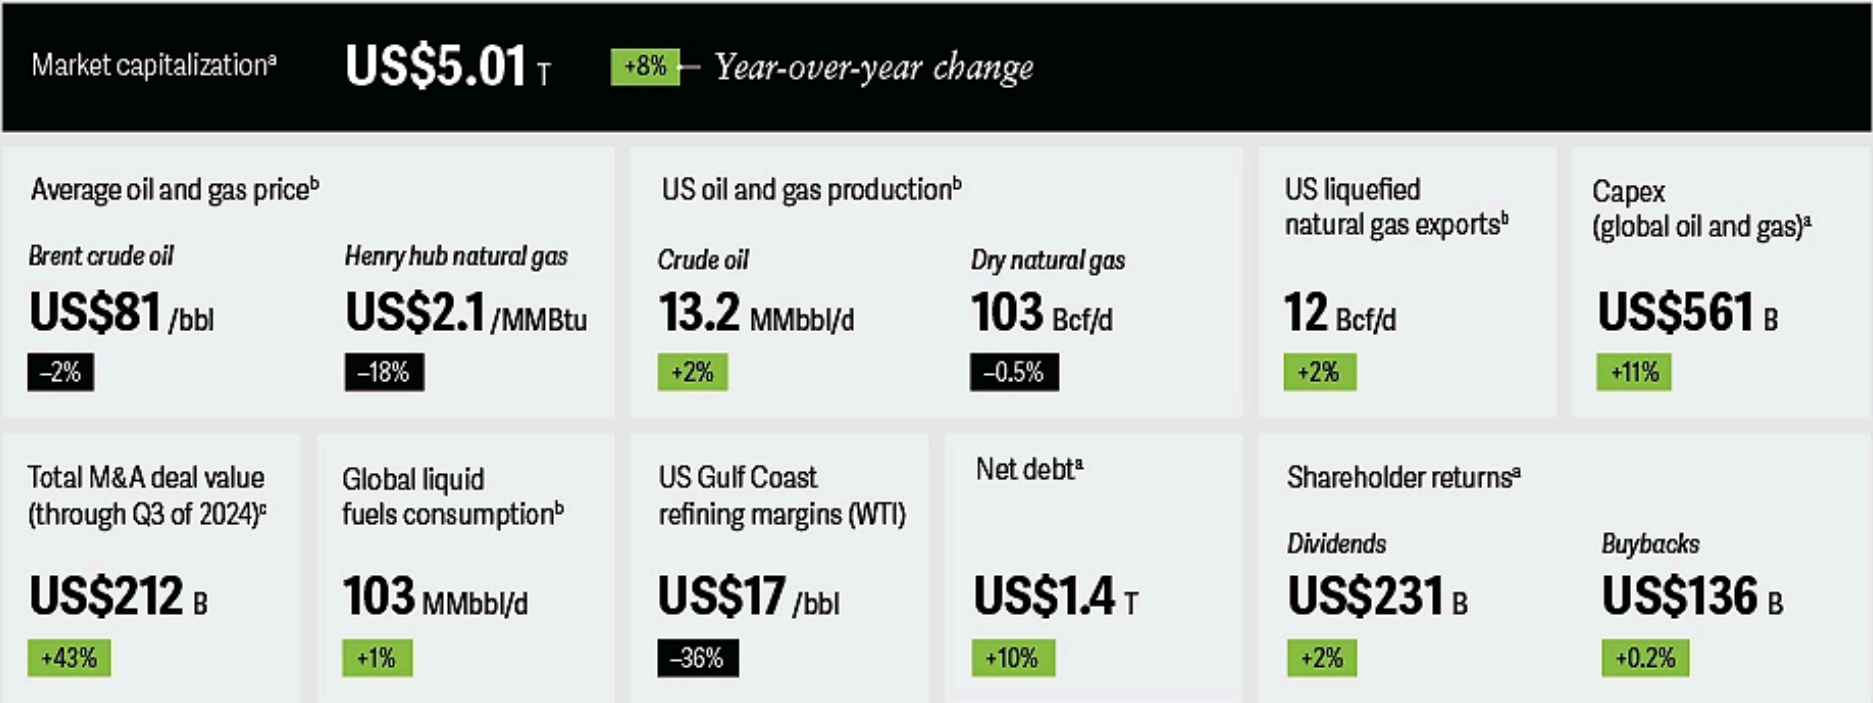 Market capitalizationᵃ US$5.01 T +8% Year-over-year change
Average oil and gas priceᵇ
Brent crude oil
US$81 /bbl
–2%
Henry hub natural gas
US$2.1 /MMBtu
–18%
US oil and gas productionᵇ
Crude oil
13.2 MMbbl/d
+2%
Dry natural gas
103 Bcf/d
–0.5%
US liquefied
natural gas exportsᵇ
12 Bcf/d
+2%
Capex
(global oil and gas)ᵃ
US$561 B
+11%
Total M&A deal value
(through Q3 of 2024)ᶜ
US$212 B
+43%
Global liquid
fuels consumptionᵇ
103 MMbbl/d
+1%
US Gulf Coast
refining margins (WTI)
US$17 /bbl
–36%
Net debtᵃ
US$1.4 T
+10%
Shareholder returnsᵃ
Dividends
US$231 B
+2%
Buybacks
US$136 B
+0.2%